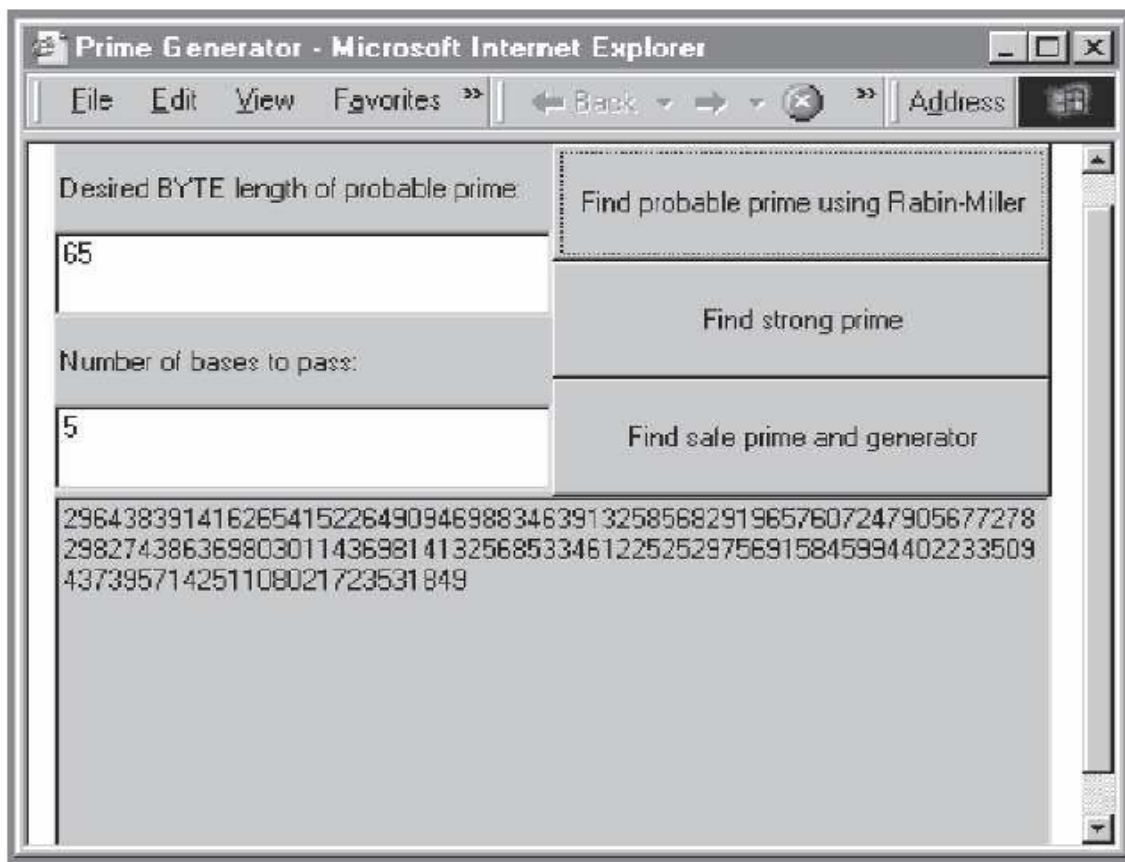 Prime Generator - Microsoft Internet Explorer
File Edit View Favorites » Back » Address
Desired BYTE length of probable prime:
65
Find probable prime using Rabin-Miller
Find strong prime
Number of bases to pass:
5
Find safe prime and generator
29643839141626541522649094698834639132585682919657607247905677278
29827438636980301143698141325685334612252529756915845994402233509
437395714251108021723531849